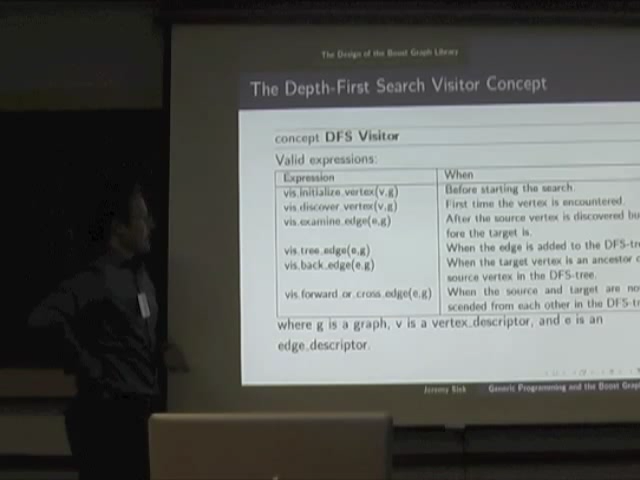 The Design of the Boost Graph Library
The Depth-First Search Visitor Concept
concept DFS Visitor
Valid expressions:
Expression When
vis.initialize_vertex(v,g) Before starting the search.
vis.discover_vertex(v,g) First time the vertex is encountered.
vis.examine_edge(e,g) After the source vertex is discovered bu
fore the target is.
vis.tree_edge(e,g) When the edge is added to the DFS-tre
vis.back_edge(e,g) When the target vertex is an ancestor o
source vertex in the DFS-tree.
vis.forward_or_cross_edge(e,g) When the source and target are no
scended from each other in the DFS-tr
where g is a graph, v is a vertex_descriptor, and e is an
edge_descriptor.
Jeremy Siek Generic Programming and the Boost Graph